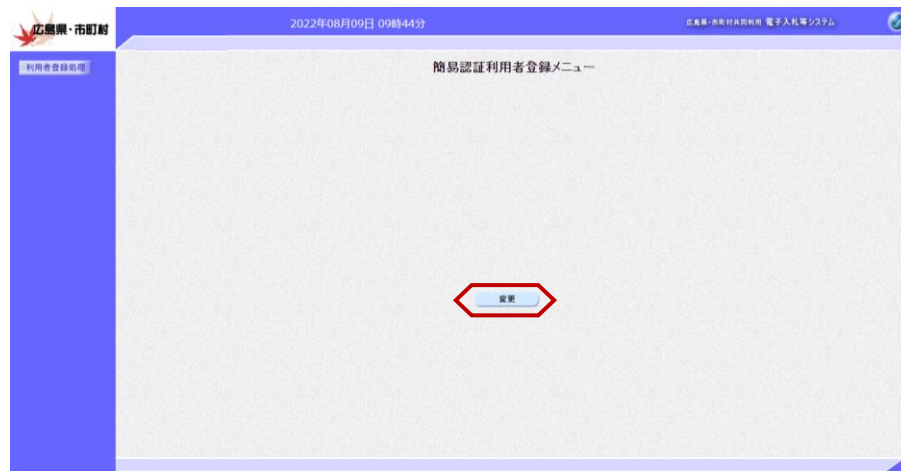 広島県・市町村
2022年08月09日 09時44分
広島県・市町村共同利用 電子入札等システム
利用者登録処理
簡易認証利用者登録メニュー
変更